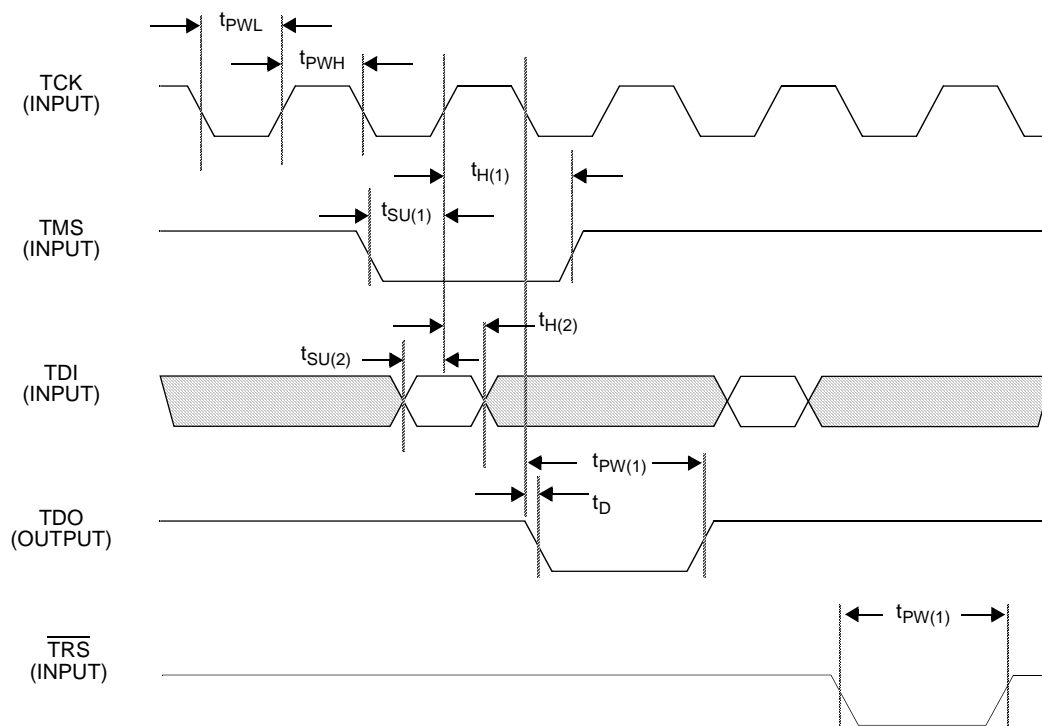 tPWL
tPWH
TCK
(INPUT)
tH(1)
tSU(1)
TMS
(INPUT)
tH(2)
tSU(2)
TDI
(INPUT)
tPW(1)
tD
TDO
(OUTPUT)
tPW(1)
T̅R̅S̅
(INPUT)